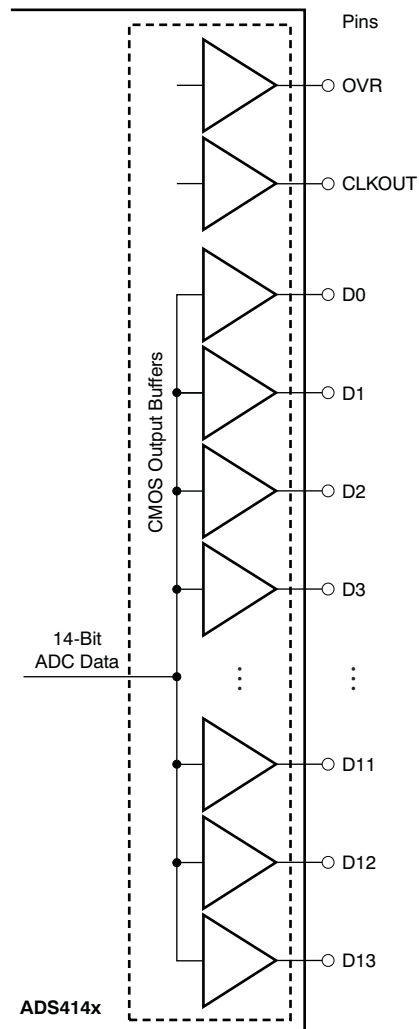 Pins
OVR
CLKOUT
D0
D1
CMOS Output Buffers
D2
D3
14-Bit
ADC Data
⋮
⋮
D11
D12
D13
ADS414x